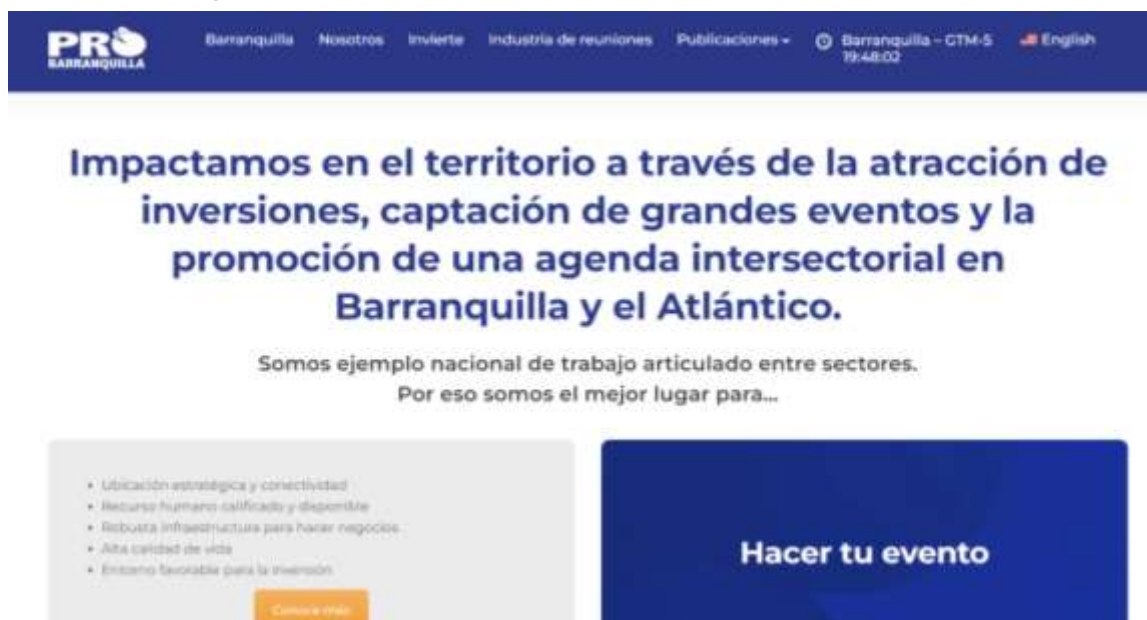 PRO
BARRANQUILLA
Barranquilla Nosotros Invierte Industria de reuniones Publicaciones Barranquilla – GTM-5 English
19:48:02
Impactamos en el territorio a través de la atracción de
inversiones, captación de grandes eventos y la
promoción de una agenda intersectorial en
Barranquilla y el Atlántico.
Somos ejemplo nacional de trabajo articulado entre sectores.
Por eso somos el mejor lugar para...
• Ubicación estratégica y conectividad
• Recurso humano calificado y disponible
• Robusta infraestructura para hacer negocios
• Alta calidad de vida
• Entorno favorable para la inversión
Conoce más
Hacer tu evento